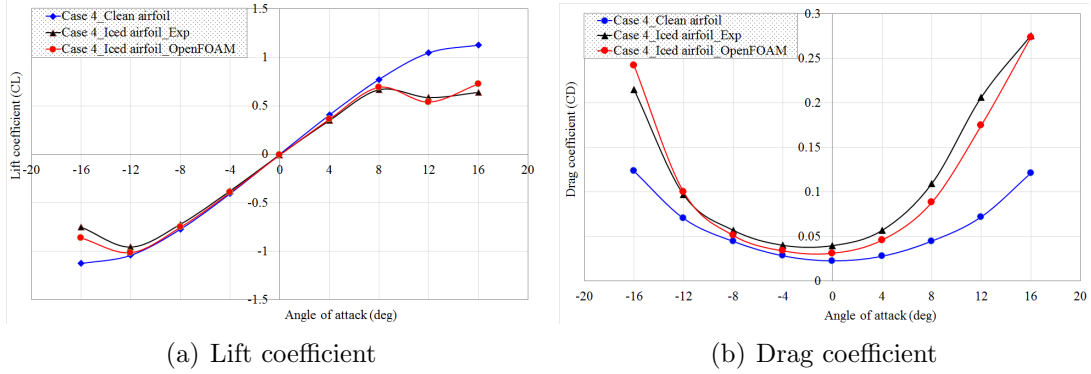 Case 4_Clean airfoil
Case 4_Iced airfoil_Exp
Case 4_Iced airfoil_OpenFOAM
Lift coefficient (CL)
1.5
1
0.5
0
-0.5
-1
-1.5
-20 -16 -12 -8 -4 0 4 8 12 16 20
Angle of attack (deg)
(a) Lift coefficient
Case 4_Clean airfoil
Case 4_Iced airfoil_Exp
Case 4_Iced airfoil_OpenFOAM
Drag coefficient (CD)
0.3
0.25
0.2
0.15
0.1
0.05
0
-20 -16 -12 -8 -4 0 4 8 12 16 20
Angle of attack (deg)
(b) Drag coefficient